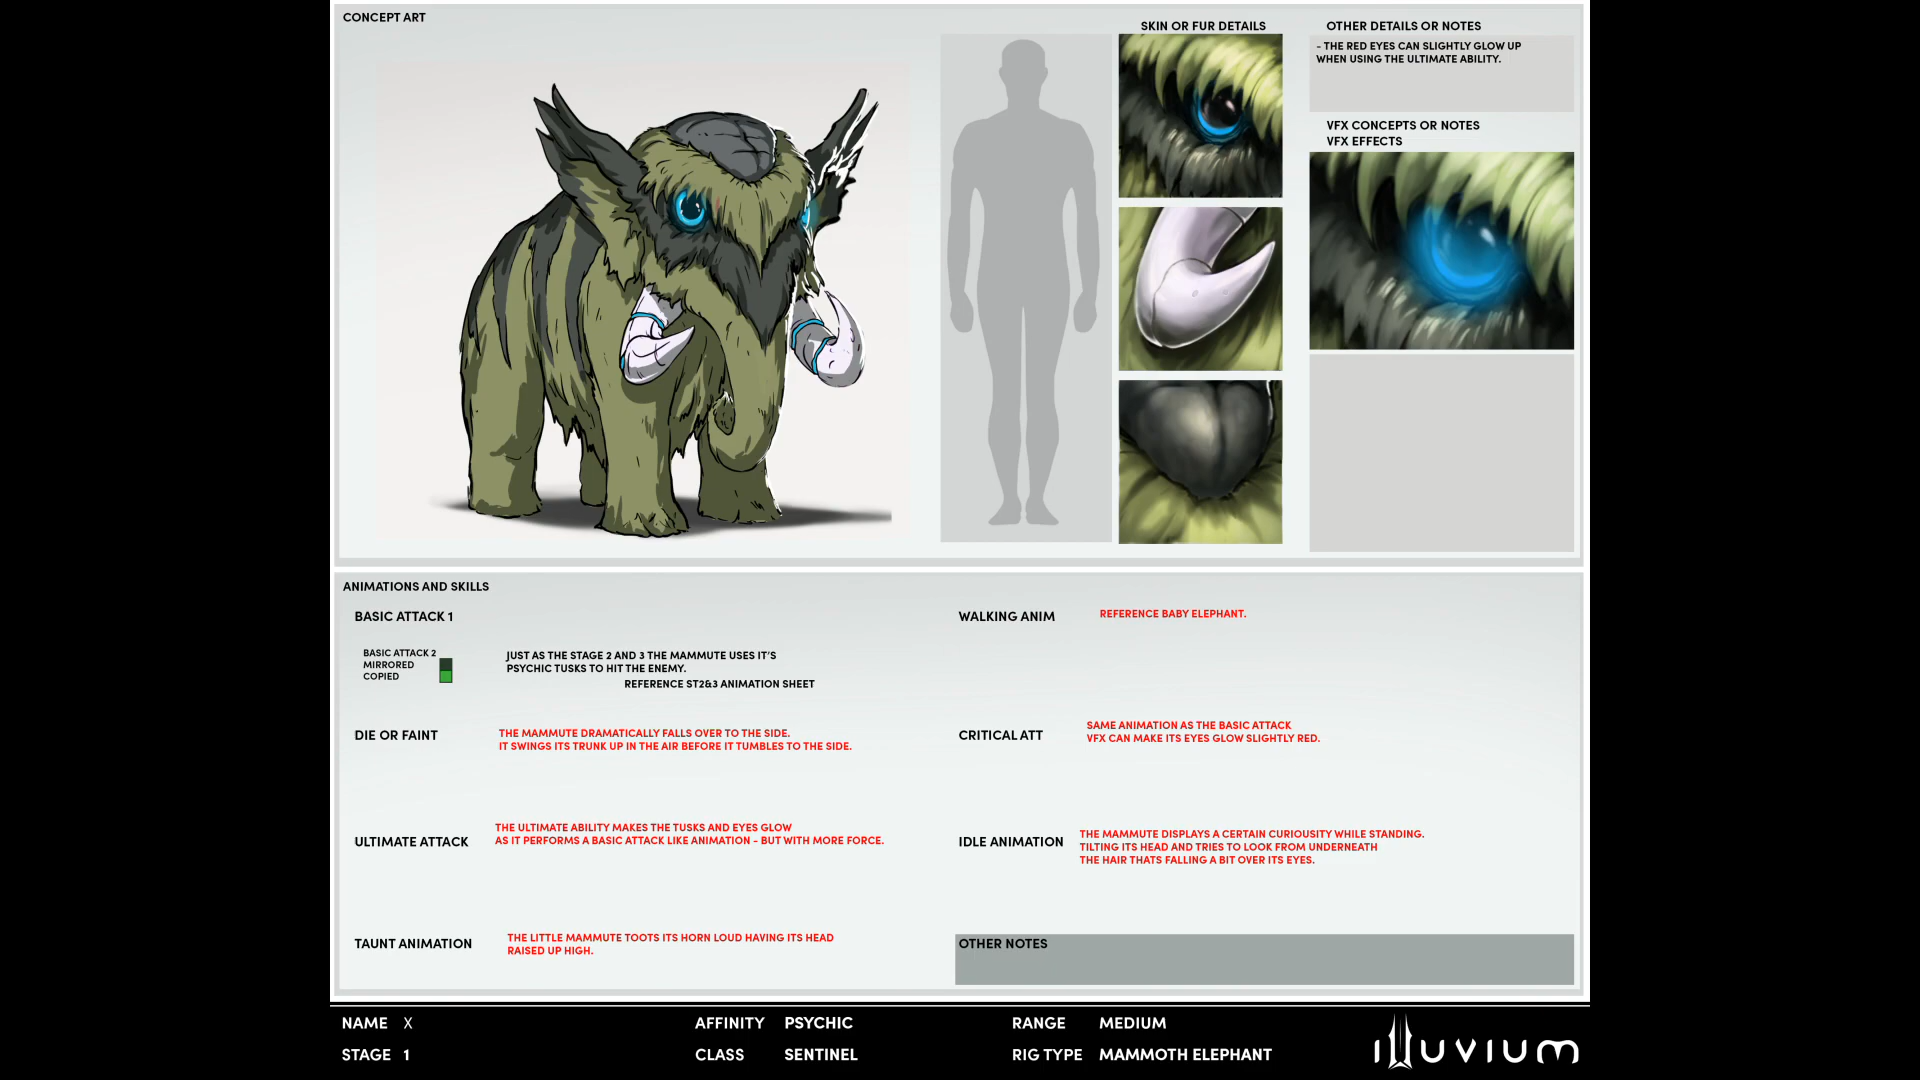 CONCEPT ART
SKIN OR FUR DETAILS
OTHER DETAILS OR NOTES
- THE RED EYES CAN SLIGHTLY GLOW UP
WHEN USING THE ULTIMATE ABILITY.
VFX CONCEPTS OR NOTES
VFX EFFECTS
ANIMATIONS AND SKILLS
BASIC ATTACK 1
BASIC ATTACK 2
MIRRORED
COPIED
JUST AS THE STAGE 2 AND 3 THE MAMMUTE USES IT'S
PSYCHIC TUSKS TO HIT THE ENEMY.
REFERENCE ST2&3 ANIMATION SHEET
WALKING ANIM
REFERENCE BABY ELEPHANT.
DIE OR FAINT
THE MAMMUTE DRAMATICALLY FALLS OVER TO THE SIDE.
IT SWINGS ITS TRUNK UP IN THE AIR BEFORE IT TUMBLES TO THE SIDE.
CRITICAL ATT
SAME ANIMATION AS THE BASIC ATTACK
VFX CAN MAKE ITS EYES GLOW SLIGHTLY RED.
ULTIMATE ATTACK
THE ULTIMATE ABILITY MAKES THE TUSKS AND EYES GLOW
AS IT PERFORMS A BASIC ATTACK LIKE ANIMATION - BUT WITH MORE FORCE.
IDLE ANIMATION
THE MAMMUTE DISPLAYS A CERTAIN CURIOUSITY WHILE STANDING.
TILTING ITS HEAD AND TRIES TO LOOK FROM UNDERNEATH
THE HAIR THATS FALLING A BIT OVER ITS EYES.
TAUNT ANIMATION
THE LITTLE MAMMUTE TOOTS ITS HORN LOUD HAVING ITS HEAD
RAISED UP HIGH.
OTHER NOTES
NAME X
AFFINITY PSYCHIC
RANGE MEDIUM
STAGE 1
CLASS SENTINEL
RIG TYPE MAMMOTH ELEPHANT
illuvium